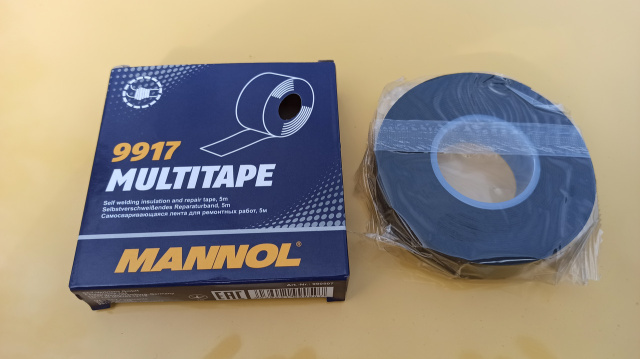 9917
MULTITAPE
Self welding insulation and repair tape, 5m
Selbstverschweißendes Reparaturband, 5m
Самосваривающаяся лента для ремонтных работ, 5м
MANNOL®
EAC